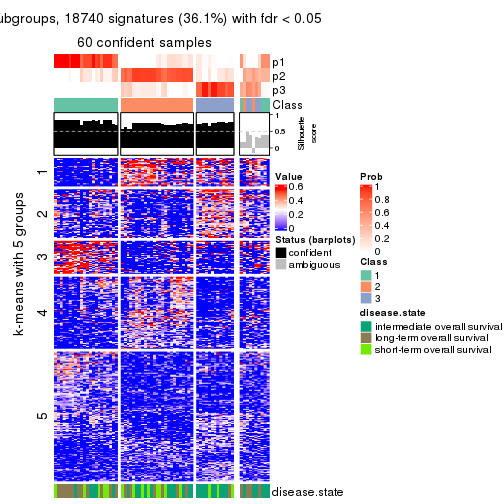 ubgroups, 18740 signatures (36.1%) with fdr < 0.05
60 confident samples
p1
p2
p3
Class
1
0.5
0
Silhouette
score
k-means with 5 groups
1
2
3
4
5
disease.state
Value
0.6
0.4
0.2
0
Status (barplots)
confident
ambiguous
Prob
1
0.8
0.6
0.4
0.2
0
Class
1
2
3
disease.state
intermediate overall survival
long-term overall survival
short-term overall survival